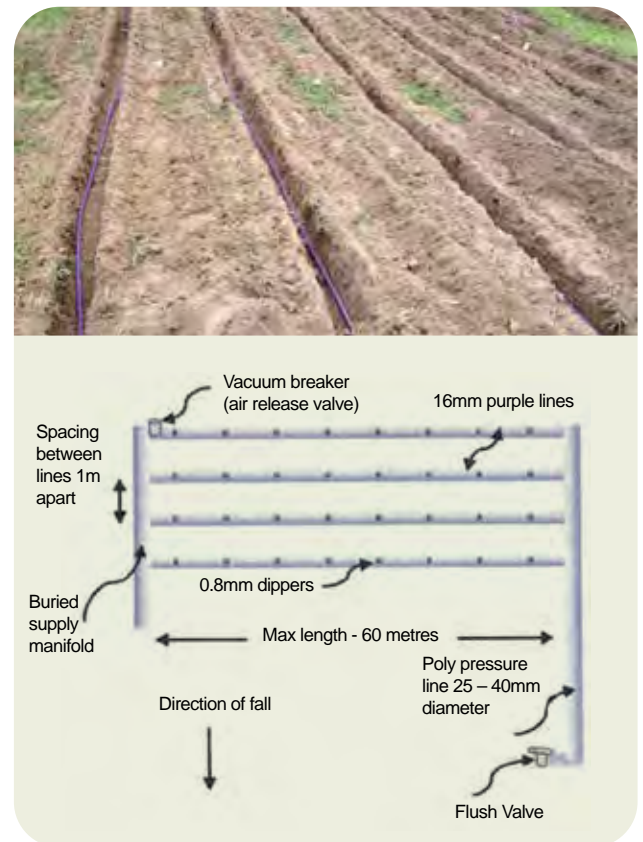 Vacuum breaker
(air release valve)
16mm purple lines
Spacing
between
lines 1m
apart
0.8mm dippers
Buried
supply
manifold
Max length - 60 metres
Poly pressure
line 25 – 40mm
diameter
Direction of fall
Flush Valve